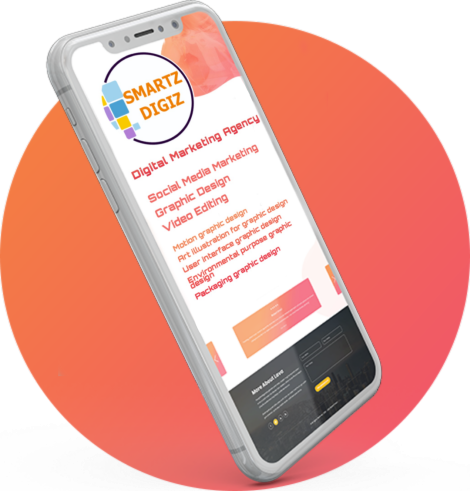 SMARTZ
DIGIZ
Digital Marketing Agency
Social Media Marketing
Graphic Design
Video Editing
Motion graphic design
Art illustration for graphic design
User interface graphic design
Environmental purpose graphic
design
Packaging graphic design
More About Love